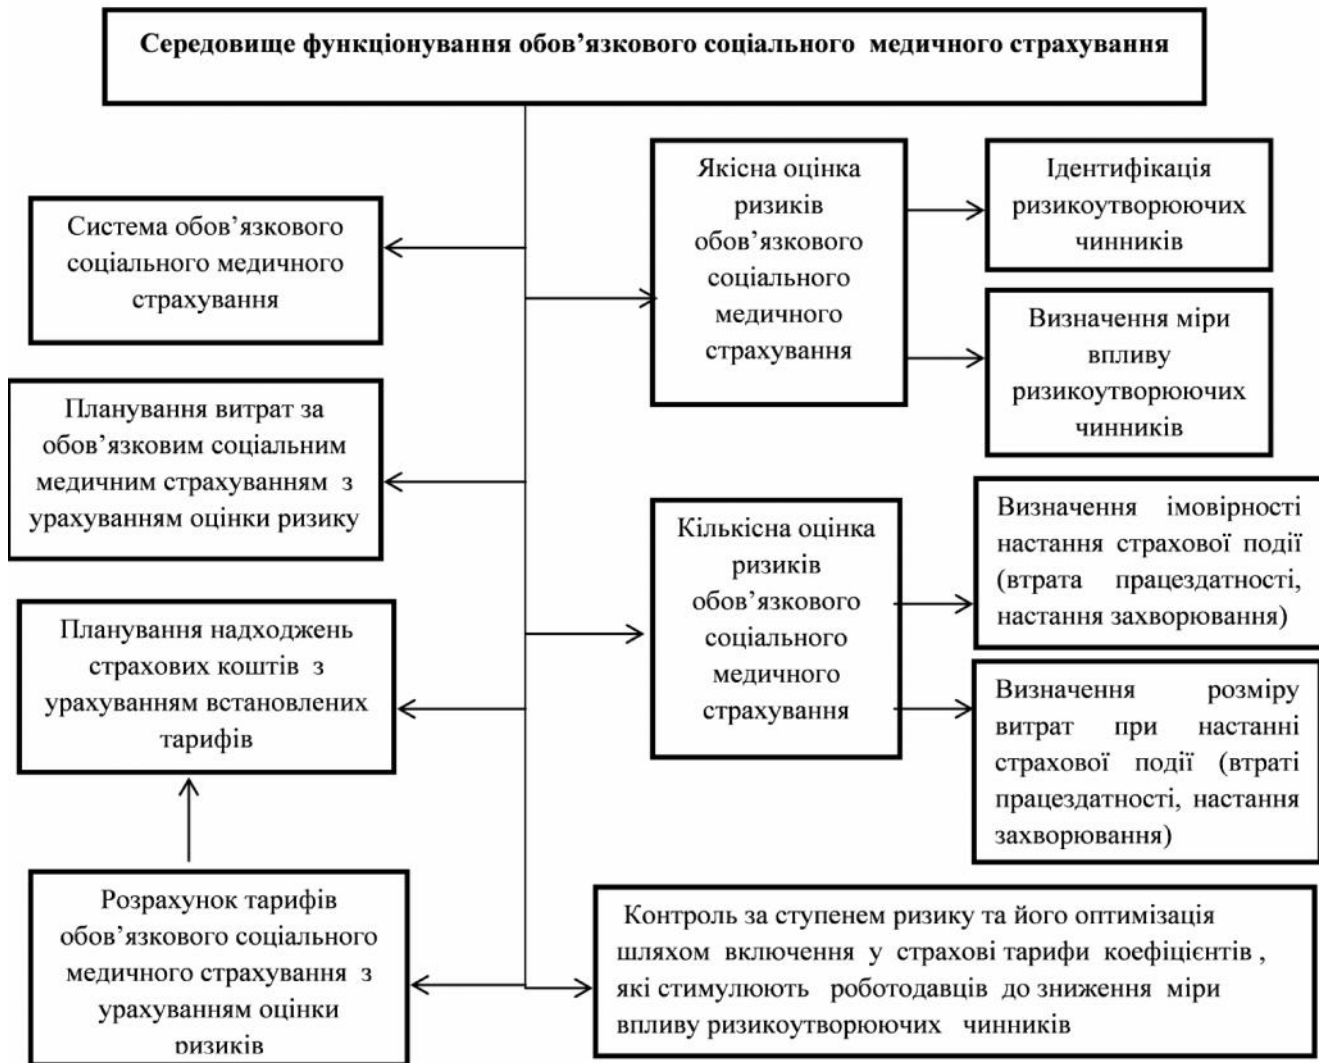 Середовище функціонування обов’язкового соціального медичного страхування
Система обов’язкового
соціального медичного
страхування
Планування витрат за
обов’язковим соціальним
медичним страхуванням з
урахуванням оцінки ризику
Планування надходжень
страхових коштів з
урахуванням встановлених
тарифів
Розрахунок тарифів
обов’язкового соціального
медичного страхування з
урахуванням оцінки
ризиків
Якісна оцінка
ризиків
обов’язкового
соціального
медичного
страхування
Ідентифікація
ризикоутворюючих
чинників
Визначення міри
впливу
ризикоутворюючих
чинників
Кількісна оцінка
ризиків
обов’язкового
соціального
медичного
страхування
Визначення імовірності
настання страхової події
(втрата працездатності,
настання захворювання)
Визначення розміру
витрат при настанні
страхової події (втраті
працездатності, настання
захворювання)
Контроль за ступенем ризику та його оптимізація
шляхом включення у страхові тарифи коефіцієнтів ,
які стимулюють роботодавців до зниження міри
впливу ризикоутворюючих чинників